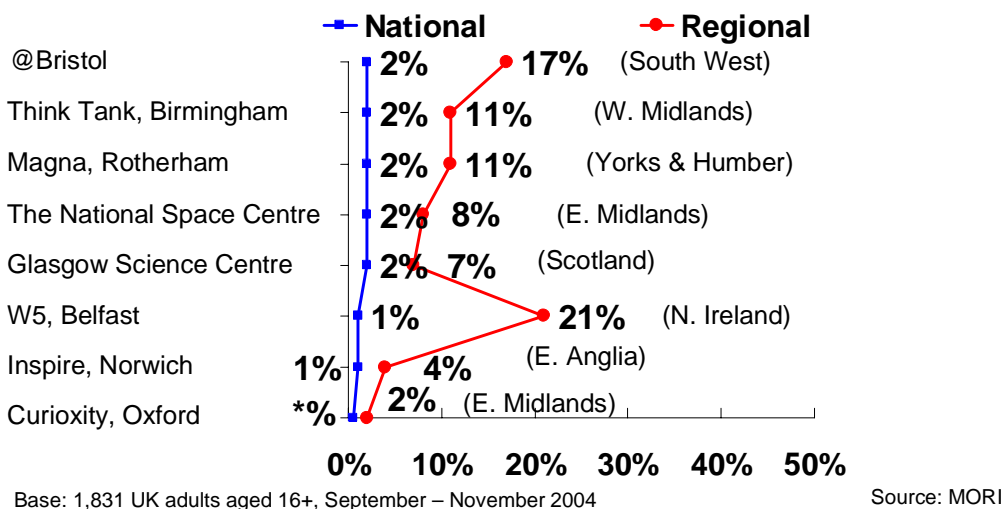 National Regional
@Bristol 2% 17% (South West)
Think Tank, Birmingham 2% 11% (W. Midlands)
Magna, Rotherham 2% 11% (Yorks & Humber)
The National Space Centre 2% 8% (E. Midlands)
Glasgow Science Centre 2% 7% (Scotland)
W5, Belfast 1% 21% (N. Ireland)
Inspire, Norwich 1% 4% (E. Anglia)
Curioxity, Oxford *% 2% (E. Midlands)
0% 10% 20% 30% 40% 50%
Base: 1,831 UK adults aged 16+, September – November 2004 Source: MORI